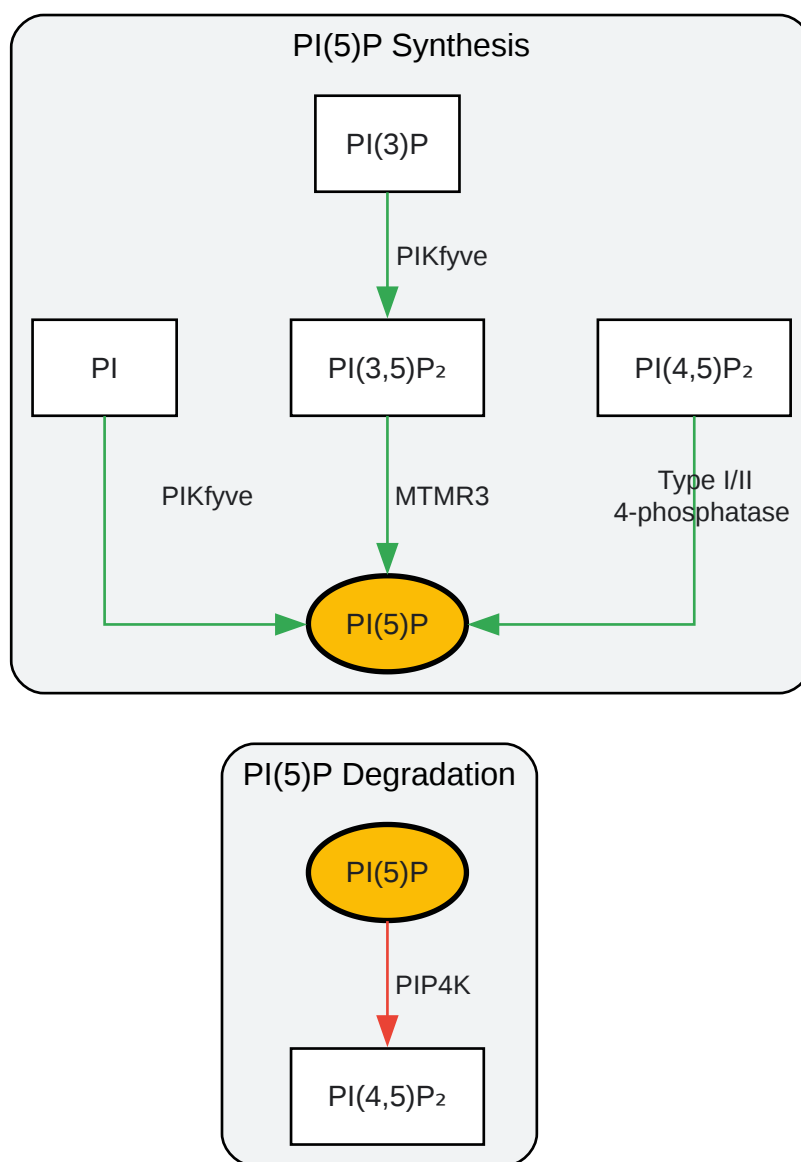 PI(5)P Synthesis
PI(3)P
PIKfyve
PI
PI(3,5)P₂
PI(4,5)P₂
PIKfyve
MTMR3
Type I/II
4-phosphatase
PI(5)P
PI(5)P Degradation
PI(5)P
PIP4K
PI(4,5)P₂